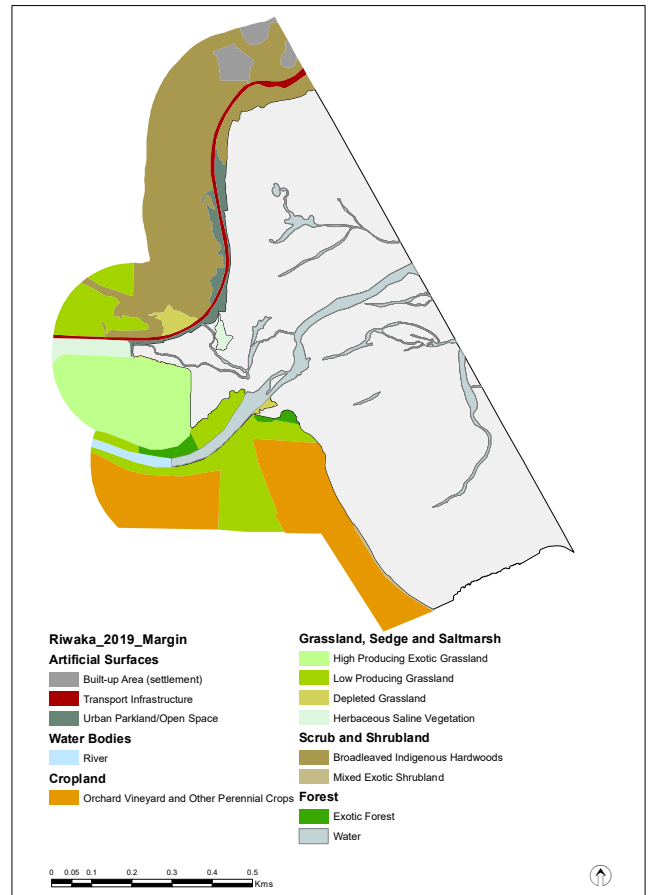 Riwaka_2019_Margin
Artificial Surfaces
Built-up Area (settlement)
Transport Infrastructure
Urban Parkland/Open Space
Water Bodies
River
Cropland
Orchard Vineyard and Other Perennial Crops
Grassland, Sedge and Saltmarsh
High Producing Exotic Grassland
Low Producing Grassland
Depleted Grassland
Herbaceous Saline Vegetation
Scrub and Shrubland
Broadleaved Indigenous Hardwoods
Mixed Exotic Shrubland
Forest
Exotic Forest
Water
0 0.05 0.1 0.2 0.3 0.4 0.5
Kms